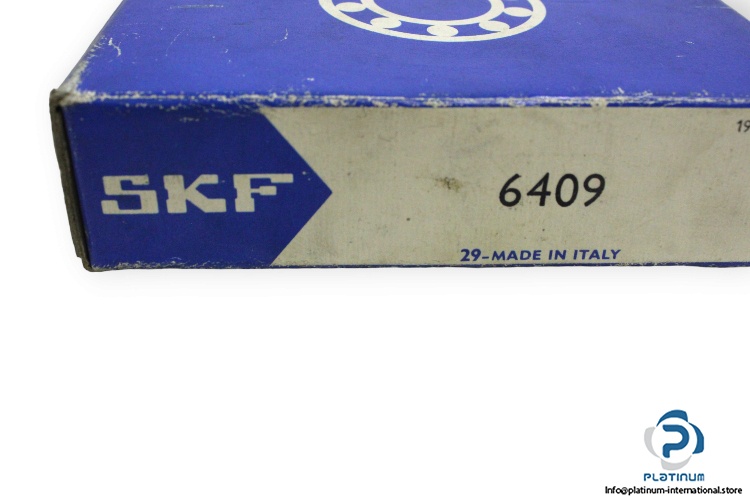 19
SKF
6409
29-MADE IN ITALY
PLATINUM
Info@platinum-international.store